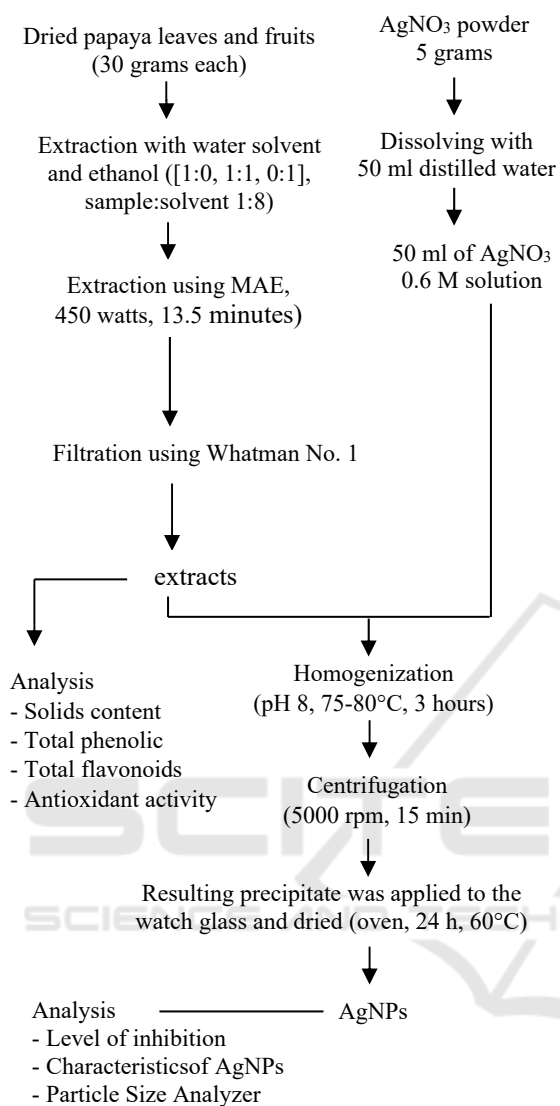 Dried papaya leaves and fruits
(30 grams each)
AgNO₃ powder
5 grams
Extraction with water solvent
and ethanol ([1:0, 1:1, 0:1],
sample:solvent 1:8)
Dissolving with
50 ml distilled water
Extraction using MAE,
450 watts, 13.5 minutes)
50 ml of AgNO₃
0.6 M solution
Filtration using Whatman No. 1
extracts
Analysis
- Solids content
- Total phenolic
- Total flavonoids
- Antioxidant activity
Homogenization
(pH 8, 75-80°C, 3 hours)
Centrifugation
(5000 rpm, 15 min)
Resulting precipitate was applied to the
watch glass and dried (oven, 24 h, 60°C)
AgNPs
Analysis
- Level of inhibition
- Characteristicsof AgNPs
- Particle Size Analyzer
SCITE
SCIENCE AND TECH